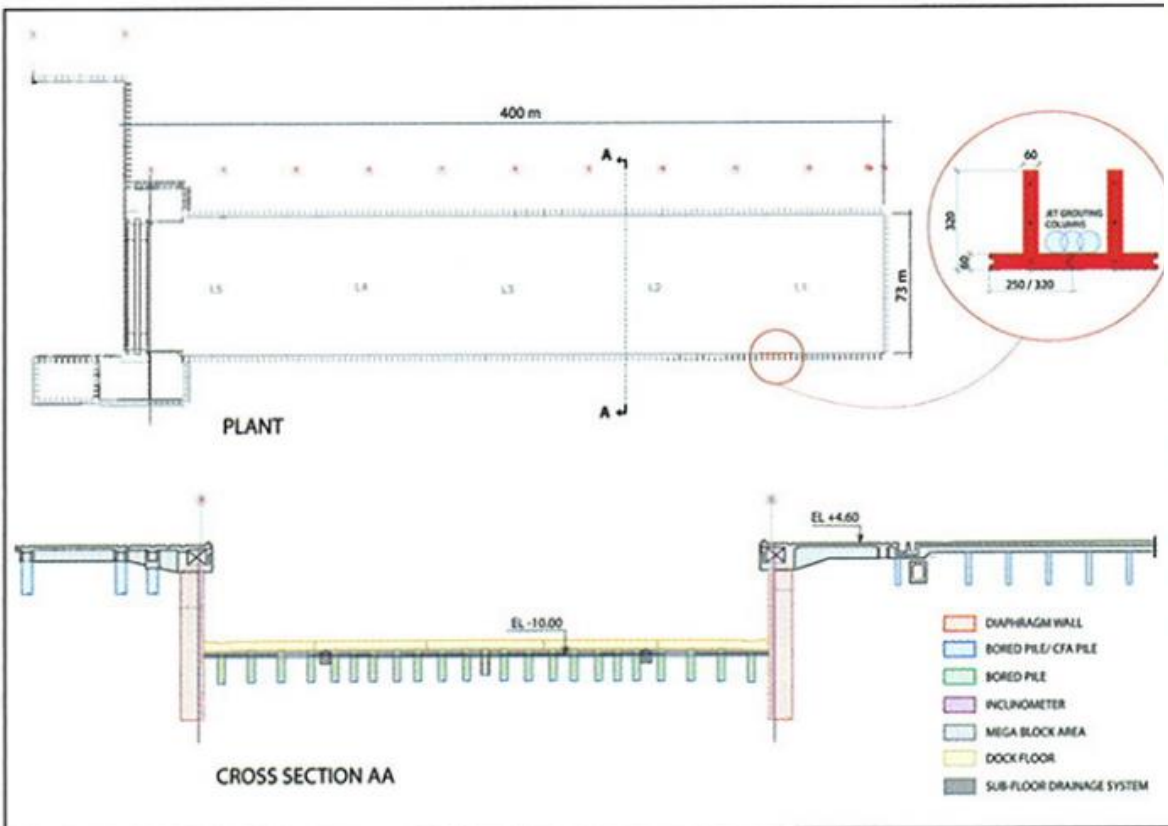 400 m
A
60
JET GROUTING
COLUMNS
320
60
250 / 320
L5
L4
L3
L2
L1
73 m
A
PLANT
EL +4.60
EL -10.00
DIAPHRAGM WALL
BORED PILE/ CFA PILE
BORED PILE
INCLINOMETER
MEGA BLOCK AREA
DOCK FLOOR
SUB-FLOOR DRAINAGE SYSTEM
CROSS SECTION AA